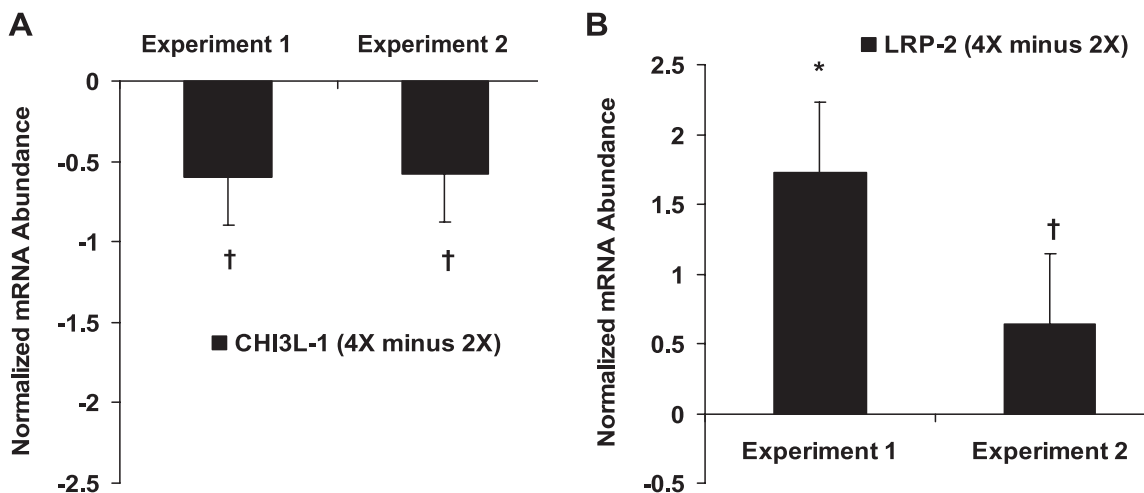 A
Experiment 1 Experiment 2
Normalized mRNA Abundance
0
-0.5
-1
-1.5
-2
-2.5
†
†
CHI3L-1 (4X minus 2X)
B
LRP-2 (4X minus 2X)
Normalized mRNA Abundance
2.5
2
1.5
1
0.5
0
-0.5
*
†
Experiment 1 Experiment 2